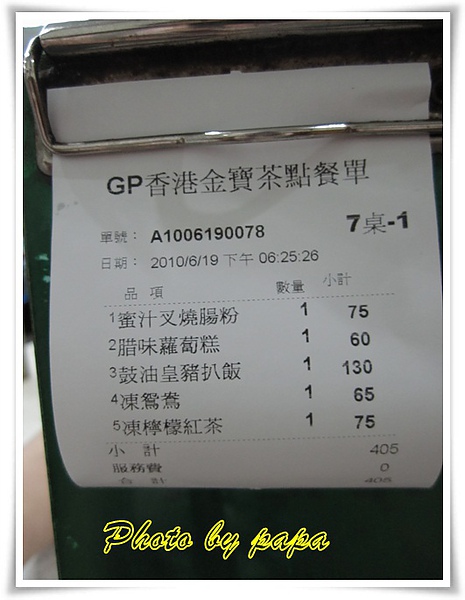 GP香港金寶茶點餐單
單號: A1006190078 7桌-1
日期: 2010/6/19 下午 06:25:26
品 項 數量 小計
1蜜汁叉燒腸粉 1 75
2腊味蘿蔔糕 1 60
3鼓油皇豬扒飯 1 130
4凍鴛鴦 1 65
5凍檸檬紅茶 1 75
小 計 405
服務費 0
合 計 405
Photo by papa